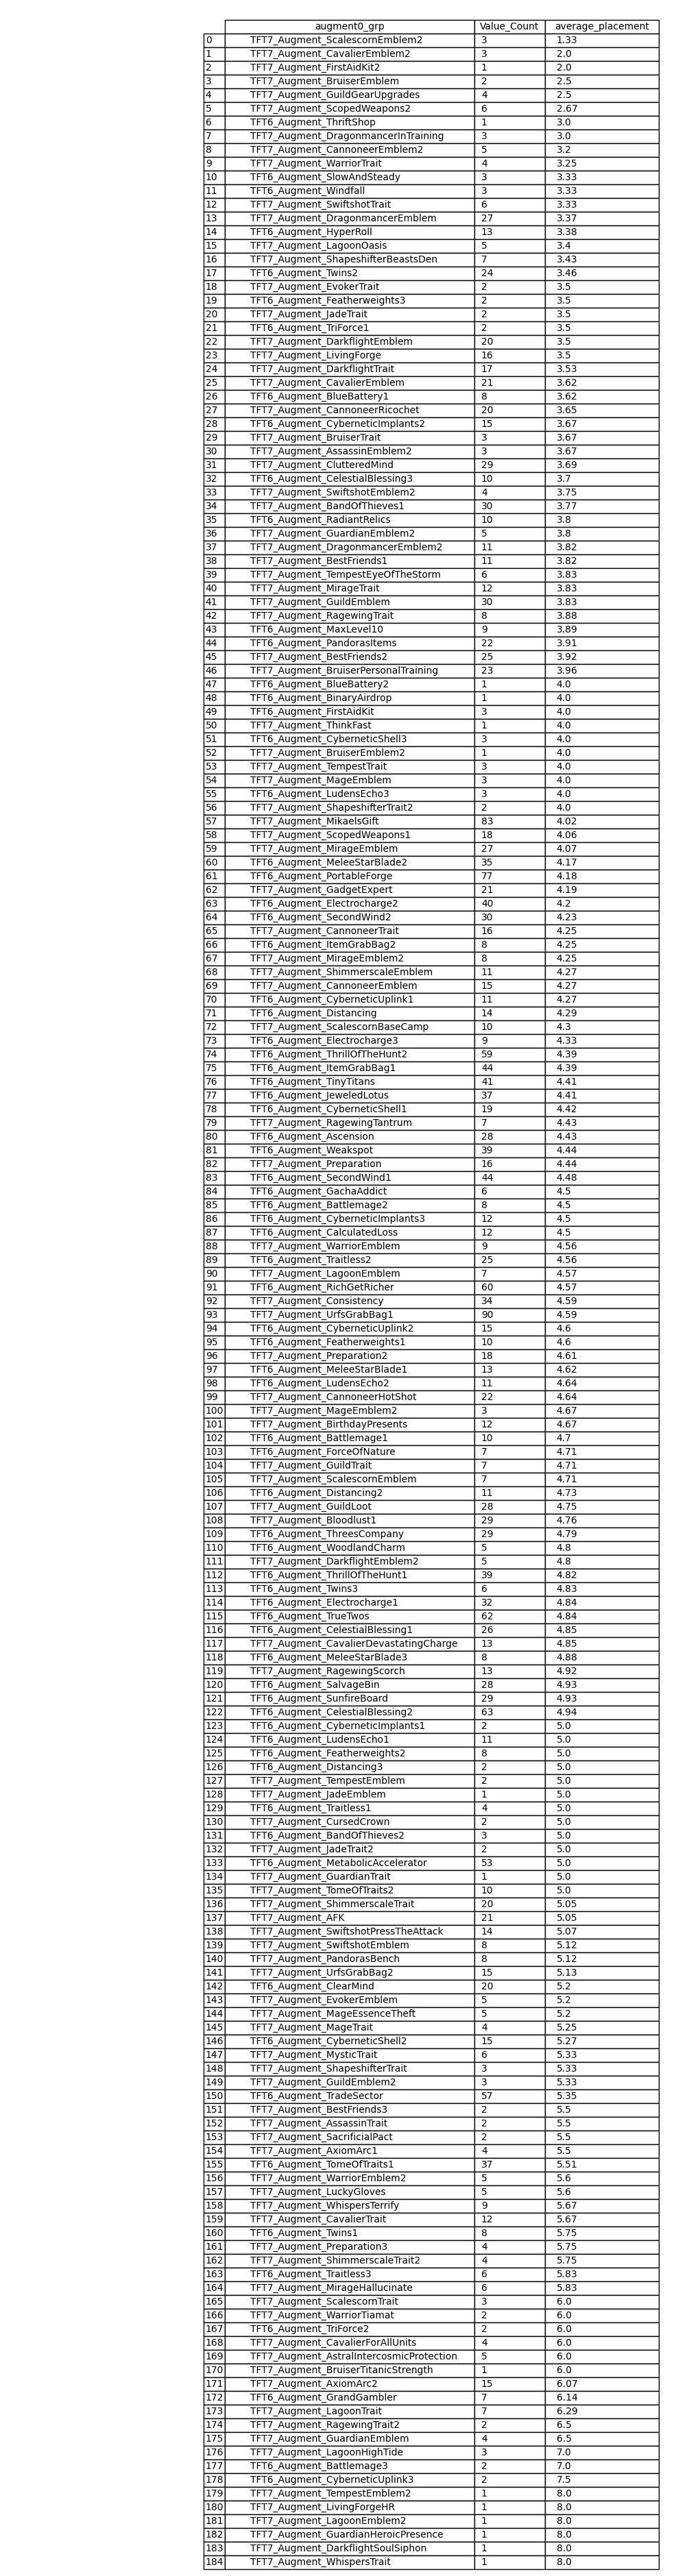 augment0_grp Value_Count average_placement
0 TFT7_Augment_ScalescornEmblem2 3 1.33
1 TFT7_Augment_CavalierEmblem2 3 2.0
2 TFT7_Augment_FirstAidKit2 1 2.0
3 TFT7_Augment_BruiserEmblem 2 2.5
4 TFT7_Augment_GuildGearUpgrades 4 2.5
5 TFT7_Augment_ScopedWeapons2 6 2.67
6 TFT6_Augment_ThriftShop 1 3.0
7 TFT7_Augment_DragonmancerInTraining 3 3.0
8 TFT7_Augment_CannoneerEmblem2 5 3.2
9 TFT7_Augment_WarriorTrait 4 3.25
10 TFT6_Augment_SlowAndSteady 3 3.33
11 TFT6_Augment_Windfall 3 3.33
12 TFT7_Augment_SwiftshotTrait 6 3.33
13 TFT7_Augment_DragonmancerEmblem 27 3.37
14 TFT6_Augment_HyperRoll 13 3.38
15 TFT7_Augment_LagoonOasis 5 3.4
16 TFT7_Augment_ShapeshifterBeastsDen 7 3.43
17 TFT6_Augment_Twins2 24 3.46
18 TFT7_Augment_EvokerTrait 2 3.5
19 TFT6_Augment_Featherweights3 2 3.5
20 TFT7_Augment_JadeTrait 2 3.5
21 TFT6_Augment_TriForce1 2 3.5
22 TFT7_Augment_DarkflightEmblem 20 3.5
23 TFT7_Augment_LivingForge 16 3.5
24 TFT7_Augment_DarkflightTrait 17 3.53
25 TFT7_Augment_CavalierEmblem 21 3.62
26 TFT6_Augment_BlueBattery1 8 3.62
27 TFT7_Augment_CannoneerRicochet 20 3.65
28 TFT6_Augment_CyberneticImplants2 15 3.67
29 TFT7_Augment_BruiserTrait 3 3.67
30 TFT7_Augment_AssassinEmblem2 3 3.67
31 TFT7_Augment_ClutteredMind 29 3.69
32 TFT6_Augment_CelestialBlessing3 10 3.7
33 TFT7_Augment_SwiftshotEmblem2 4 3.75
34 TFT7_Augment_BandOfThieves1 30 3.77
35 TFT6_Augment_RadiantRelics 10 3.8
36 TFT7_Augment_GuardianEmblem2 5 3.8
37 TFT7_Augment_DragonmancerEmblem2 11 3.82
38 TFT7_Augment_BestFriends1 11 3.82
39 TFT7_Augment_TempestEyeOfTheStorm 6 3.83
40 TFT7_Augment_MirageTrait 12 3.83
41 TFT7_Augment_GuildEmblem 30 3.83
42 TFT7_Augment_RagewingTrait 8 3.88
43 TFT6_Augment_MaxLevel10 9 3.89
44 TFT6_Augment_PandorasItems 22 3.91
45 TFT7_Augment_BestFriends2 25 3.92
46 TFT7_Augment_BruiserPersonalTraining 23 3.96
47 TFT6_Augment_BlueBattery2 1 4.0
48 TFT6_Augment_BinaryAirdrop 1 4.0
49 TFT6_Augment_FirstAidKit 3 4.0
50 TFT7_Augment_ThinkFast 1 4.0
51 TFT6_Augment_CyberneticShell3 3 4.0
52 TFT7_Augment_BruiserEmblem2 1 4.0
53 TFT7_Augment_TempestTrait 3 4.0
54 TFT7_Augment_MageEmblem 3 4.0
55 TFT6_Augment_LudensEcho3 3 4.0
56 TFT7_Augment_ShapeshifterTrait2 2 4.0
57 TFT7_Augment_MikaelsGift 83 4.02
58 TFT7_Augment_ScopedWeapons1 18 4.06
59 TFT7_Augment_MirageEmblem 27 4.07
60 TFT6_Augment_MeleeStarBlade2 35 4.17
61 TFT6_Augment_PortableForge 77 4.18
62 TFT7_Augment_GadgetExpert 21 4.19
63 TFT6_Augment_Electrocharge2 40 4.2
64 TFT6_Augment_SecondWind2 30 4.23
65 TFT7_Augment_CannoneerTrait 16 4.25
66 TFT6_Augment_ItemGrabBag2 8 4.25
67 TFT7_Augment_MirageEmblem2 8 4.25
68 TFT7_Augment_ShimmerscaleEmblem 11 4.27
69 TFT7_Augment_CannoneerEmblem 15 4.27
70 TFT6_Augment_CyberneticUplink1 11 4.27
71 TFT6_Augment_Distancing 14 4.29
72 TFT7_Augment_ScalescornBaseCamp 10 4.3
73 TFT6_Augment_Electrocharge3 9 4.33
74 TFT6_Augment_ThrillOfTheHunt2 59 4.39
75 TFT6_Augment_ItemGrabBag1 44 4.39
76 TFT6_Augment_TinyTitans 41 4.41
77 TFT6_Augment_JeweledLotus 37 4.41
78 TFT6_Augment_CyberneticShell1 19 4.42
79 TFT7_Augment_RagewingTantrum 7 4.43
80 TFT6_Augment_Ascension 28 4.43
81 TFT6_Augment_Weakspot 39 4.44
82 TFT7_Augment_Preparation 16 4.44
83 TFT6_Augment_SecondWind1 44 4.48
84 TFT7_Augment_GachaAddict 6 4.5
85 TFT6_Augment_Battlemage2 8 4.5
86 TFT6_Augment_CyberneticImplants3 12 4.5
87 TFT6_Augment_CalculatedLoss 12 4.5
88 TFT7_Augment_WarriorEmblem 9 4.56
89 TFT6_Augment_Traitless2 25 4.56
90 TFT7_Augment_LagoonEmblem 7 4.57
91 TFT6_Augment_RichGetRicher 60 4.57
92 TFT7_Augment_Consistency 34 4.59
93 TFT7_Augment_UrfsGrabBag1 90 4.59
94 TFT6_Augment_CyberneticUplink2 15 4.6
95 TFT6_Augment_Featherweights1 10 4.6
96 TFT7_Augment_Preparation2 18 4.61
97 TFT6_Augment_MeleeStarBlade1 13 4.62
98 TFT6_Augment_LudensEcho2 11 4.64
99 TFT7_Augment_CannoneerHotShot 22 4.64
100 TFT7_Augment_MageEmblem2 3 4.67
101 TFT7_Augment_BirthdayPresents 12 4.67
102 TFT6_Augment_Battlemage1 10 4.7
103 TFT6_Augment_ForceOfNature 7 4.71
104 TFT7_Augment_GuildTrait 7 4.71
105 TFT7_Augment_ScalescornEmblem 7 4.71
106 TFT6_Augment_Distancing2 11 4.73
107 TFT7_Augment_GuildLoot 28 4.75
108 TFT7_Augment_Bloodlust1 29 4.76
109 TFT6_Augment_ThreesCompany 29 4.79
110 TFT6_Augment_WoodlandCharm 5 4.8
111 TFT7_Augment_DarkflightEmblem2 5 4.8
112 TFT6_Augment_ThrillOfTheHunt1 39 4.82
113 TFT6_Augment_Twins3 6 4.83
114 TFT6_Augment_Electrocharge1 32 4.84
115 TFT6_Augment_TrueTwos 62 4.84
116 TFT6_Augment_CelestialBlessing1 26 4.85
117 TFT7_Augment_CavalierDevastatingCharge 13 4.85
118 TFT6_Augment_MeleeStarBlade3 8 4.88
119 TFT7_Augment_RagewingScorch 13 4.92
120 TFT6_Augment_SalvageBin 28 4.93
121 TFT6_Augment_SunfireBoard 29 4.93
122 TFT6_Augment_CelestialBlessing2 63 4.94
123 TFT6_Augment_CyberneticImplants1 2 5.0
124 TFT6_Augment_LudensEcho1 11 5.0
125 TFT6_Augment_Featherweights2 8 5.0
126 TFT6_Augment_Distancing3 2 5.0
127 TFT7_Augment_TempestEmblem 2 5.0
128 TFT7_Augment_JadeEmblem 1 5.0
129 TFT6_Augment_Traitless1 4 5.0
130 TFT7_Augment_CursedCrown 2 5.0
131 TFT6_Augment_BandOfThieves2 3 5.0
132 TFT7_Augment_JadeTrait2 2 5.0
133 TFT6_Augment_MetabolicAccelerator 53 5.0
134 TFT7_Augment_GuardianTrait 1 5.0
135 TFT6_Augment_TomeOfTraits2 10 5.0
136 TFT7_Augment_ShimmerscaleTrait 20 5.05
137 TFT7_Augment_AFK 21 5.05
138 TFT7_Augment_SwiftshotPressTheAttack 14 5.07
139 TFT7_Augment_SwiftshotEmblem 8 5.12
140 TFT7_Augment_PandorasBench 8 5.12
141 TFT7_Augment_UrfsGrabBag2 15 5.13
142 TFT6_Augment_ClearMind 20 5.2
143 TFT7_Augment_EvokerEmblem 5 5.2
144 TFT7_Augment_MageEssenceTheft 5 5.2
145 TFT7_Augment_MageTrait 4 5.25
146 TFT6_Augment_CyberneticShell2 15 5.27
147 TFT7_Augment_MysticTrait 6 5.33
148 TFT7_Augment_ShapeshifterTrait 3 5.33
149 TFT7_Augment_GuildEmblem2 3 5.33
150 TFT6_Augment_TradeSector 57 5.35
151 TFT7_Augment_BestFriends3 2 5.5
152 TFT7_Augment_AssassinTrait 2 5.5
153 TFT7_Augment_SacrificialPact 2 5.5
154 TFT7_Augment_AxiomArc1 4 5.5
155 TFT6_Augment_TomeOfTraits1 37 5.51
156 TFT7_Augment_WarriorEmblem2 5 5.6
157 TFT7_Augment_LuckyGloves 5 5.6
158 TFT7_Augment_WhispersTerrify 9 5.67
159 TFT7_Augment_CavalierTrait 12 5.67
160 TFT6_Augment_Twins1 8 5.75
161 TFT7_Augment_Preparation3 4 5.75
162 TFT7_Augment_ShimmerscaleTrait2 4 5.75
163 TFT6_Augment_Traitless3 6 5.83
164 TFT7_Augment_MirageHallucinate 6 5.83
165 TFT7_Augment_ScalescornTrait 3 6.0
166 TFT7_Augment_WarriorTiamat 2 6.0
167 TFT6_Augment_TriForce2 2 6.0
168 TFT7_Augment_CavalierForAllUnits 4 6.0
169 TFT7_Augment_AstralIntercosmicProtection 5 6.0
170 TFT7_Augment_BruiserTitanicStrength 1 6.0
171 TFT7_Augment_AxiomArc2 15 6.07
172 TFT6_Augment_GrandGambler 7 6.14
173 TFT7_Augment_LagoonTrait 7 6.29
174 TFT7_Augment_RagewingTrait2 2 6.5
175 TFT7_Augment_GuardianEmblem 4 6.5
176 TFT7_Augment_LagoonHighTide 3 7.0
177 TFT6_Augment_Battlemage3 2 7.0
178 TFT6_Augment_CyberneticUplink3 2 7.5
179 TFT7_Augment_TempestEmblem2 1 8.0
180 TFT7_Augment_LivingForgeHR 1 8.0
181 TFT7_Augment_LagoonEmblem2 1 8.0
182 TFT7_Augment_GuardianHeroicPresence 1 8.0
183 TFT7_Augment_DarkflightSoulSiphon 1 8.0
184 TFT7_Augment_WhispersTrait 1 8.0